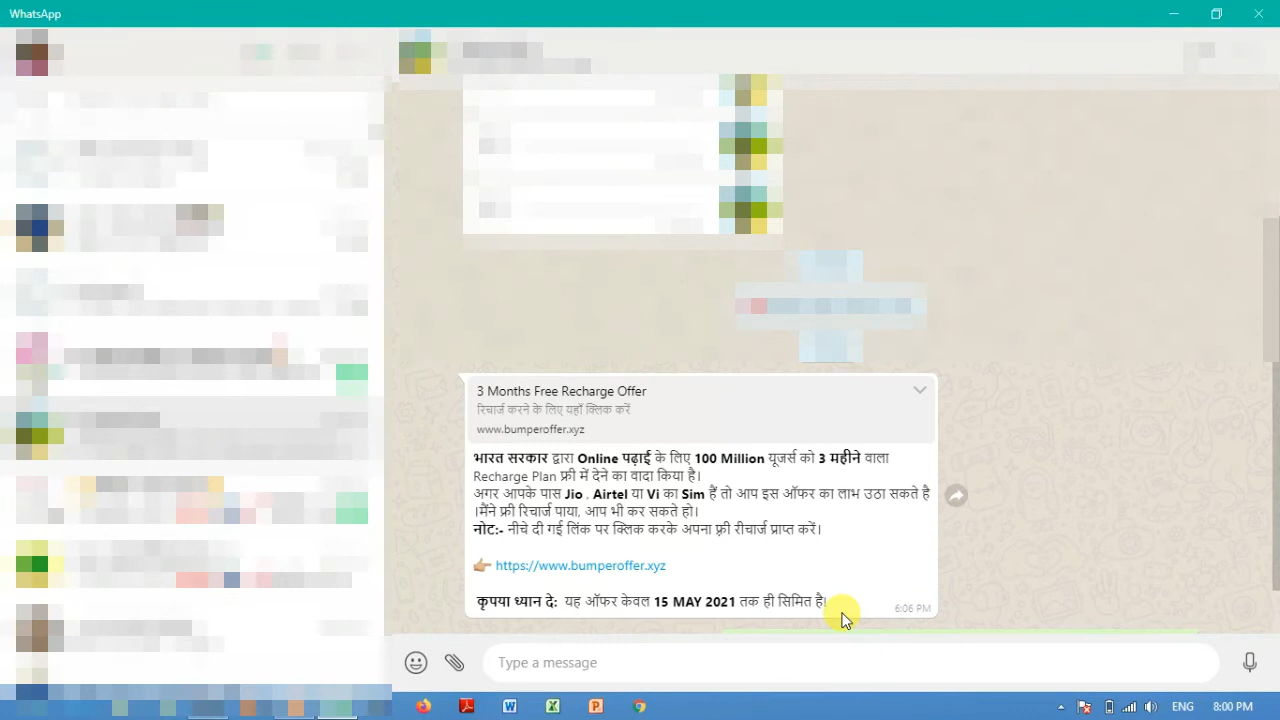 WhatsApp
3 Months Free Recharge Offer
रिचार्ज करने के लिए यहाँ क्लिक करें
www.bumperoffer.xyz
भारत सरकार द्वारा Online पढ़ाई के लिए 100 Million यूजर्स को 3 महीने वाला
Recharge Plan फ्री में देने का वादा किया है।
अगर आपके पास Jio , Airtel या Vi का Sim हैं तो आप इस ऑफर का लाभ उठा सकते है
।मैंने फ्री रिचार्ज पाया, आप भी कर सकते हो।
नोट:- नीचे दी गई लिंक पर क्लिक करके अपना फ़्री रीचार्ज प्राप्त करें।
https://www.bumperoffer.xyz
कृपया ध्यान दे: यह ऑफर केवल 15 MAY 2021 तक ही सिमित है।
6:06 PM
Type a message
ENG
8:00 PM